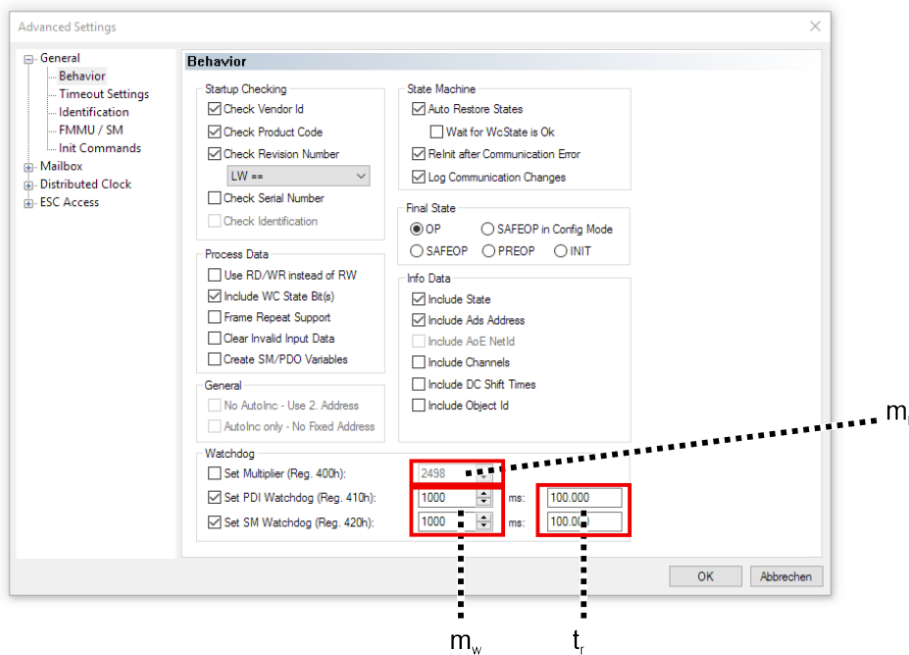 Advanced Settings
General
Behavior
Timeout Settings
Identification
FMMU / SM
Init Commands
Mailbox
Distributed Clock
ESC Access
Behavior
Startup Checking
Check Vendor Id
Check Product Code
Check Revision Number
LW ==
Check Serial Number
Check Identification
Process Data
Use RD/WR instead of RW
Include WC State Bit(s)
Frame Repeat Support
Clear Invalid Input Data
Create SM/PDO Variables
General
No AutoInc - Use 2. Address
AutoInc only - No Fixed Address
State Machine
Auto Restore States
Wait for WcState is Ok
ReInit after Communication Error
Log Communication Changes
Final State
OP SAFEOP in Config Mode
SAFEOP PREOP INIT
Info Data
Include State
Include Ads Address
Include AoE NetId
Include Channels
Include DC Shift Times
Include Object Id
Watchdog
Set Multiplier (Reg. 400h): 2498
Set PDI Watchdog (Reg. 410h): 1000 ms: 100.000
Set SM Watchdog (Reg. 420h): 1000 ms: 100.000
OK Abbrechen
m
m_w t_r